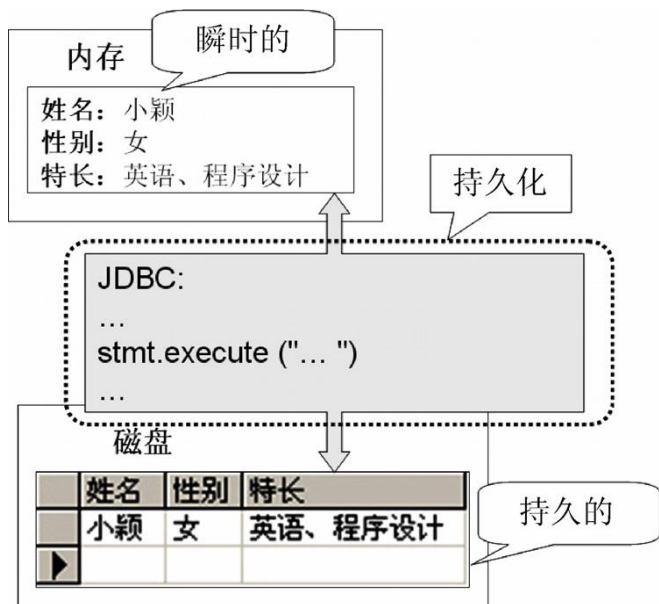 瞬时的
内存
姓名：小颖
性别：女
特长：英语、程序设计
持久化
JDBC:
…
stmt.execute ("… ")
…
磁盘
姓名 性别 特长
小颖 女 英语、程序设计
持久的